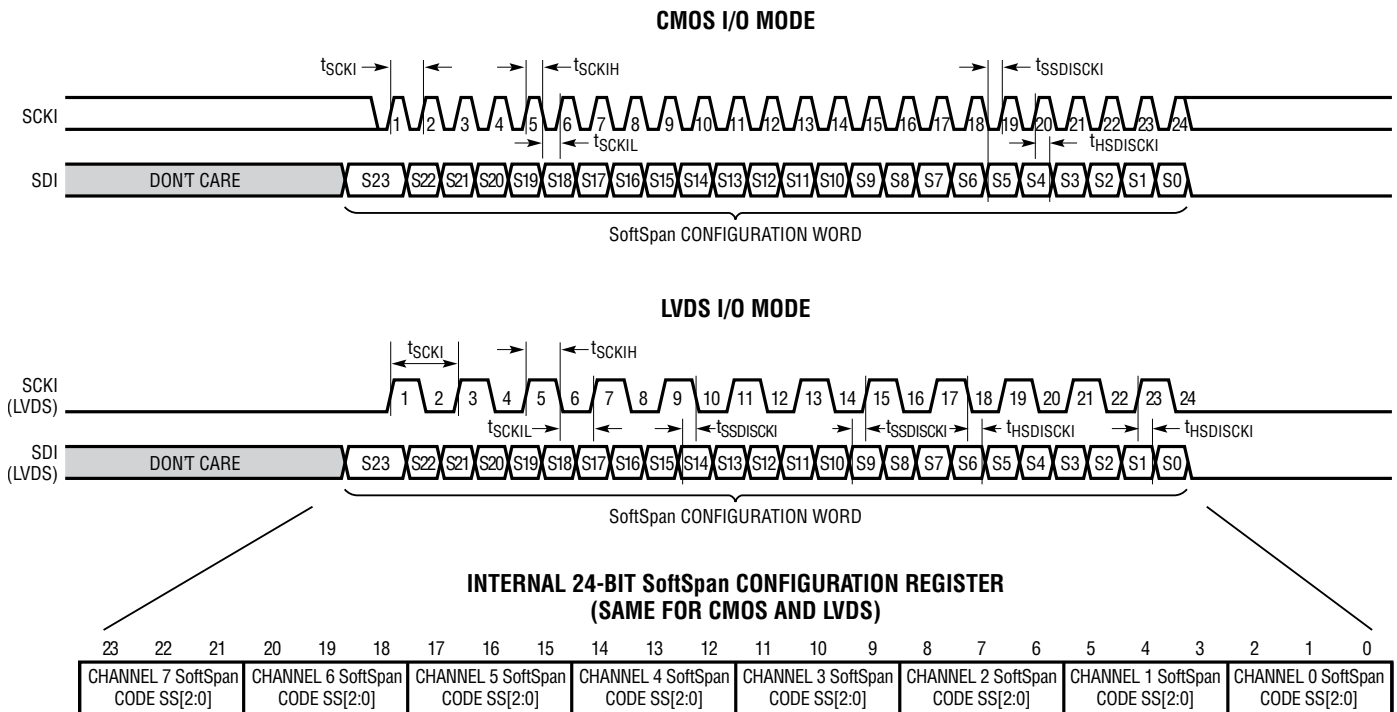 CMOS I/O MODE
tSCKI
tSCKIH
tSSDISCKI
SCKI
1 2 3 4 5 6 7 8 9 10 11 12 13 14 15 16 17 18 19 20 21 22 23 24
tSCKIL
tHSDISCKI
SDI
DON'T CARE
S23 S22 S21 S20 S19 S18 S17 S16 S15 S14 S13 S12 S11 S10 S9 S8 S7 S6 S5 S4 S3 S2 S1 S0
SoftSpan CONFIGURATION WORD
LVDS I/O MODE
tSCKI
tSCKIH
SCKI
(LVDS)
1 2 3 4 5 6 7 8 9 10 11 12 13 14 15 16 17 18 19 20 21 22 23 24
tSCKIL
tSSDISCKI
tSSDISCKI
tHSDISCKI
tHSDISCKI
SDI
(LVDS)
DON'T CARE
S23 S22 S21 S20 S19 S18 S17 S16 S15 S14 S13 S12 S11 S10 S9 S8 S7 S6 S5 S4 S3 S2 S1 S0
SoftSpan CONFIGURATION WORD
INTERNAL 24-BIT SoftSpan CONFIGURATION REGISTER
(SAME FOR CMOS AND LVDS)
23 22 21 20 19 18 17 16 15 14 13 12 11 10 9 8 7 6 5 4 3 2 1 0
CHANNEL 7 SoftSpan
CODE SS[2:0]
CHANNEL 6 SoftSpan
CODE SS[2:0]
CHANNEL 5 SoftSpan
CODE SS[2:0]
CHANNEL 4 SoftSpan
CODE SS[2:0]
CHANNEL 3 SoftSpan
CODE SS[2:0]
CHANNEL 2 SoftSpan
CODE SS[2:0]
CHANNEL 1 SoftSpan
CODE SS[2:0]
CHANNEL 0 SoftSpan
CODE SS[2:0]